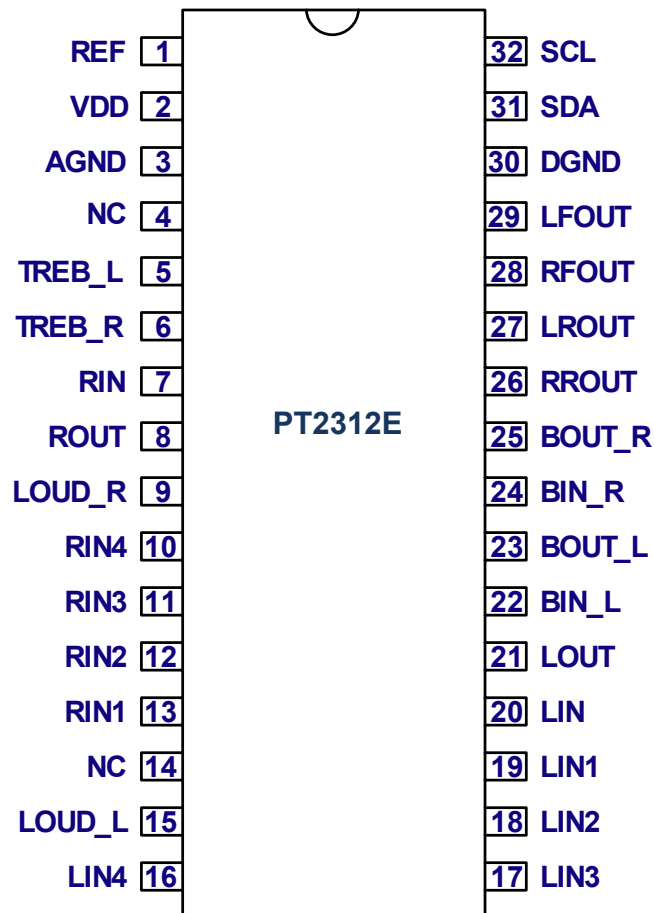 REF 1 32 SCL
VDD 2 31 SDA
AGND 3 30 DGND
NC 4 29 LFOUT
TREB_L 5 28 RFOUT
TREB_R 6 27 LROUT
RIN 7 26 RROUT
PT2312E
ROUT 8 25 BOUT_R
LOUD_R 9 24 BIN_R
RIN4 10 23 BOUT_L
RIN3 11 22 BIN_L
RIN2 12 21 LOUT
RIN1 13 20 LIN
NC 14 19 LIN1
LOUD_L 15 18 LIN2
LIN4 16 17 LIN3